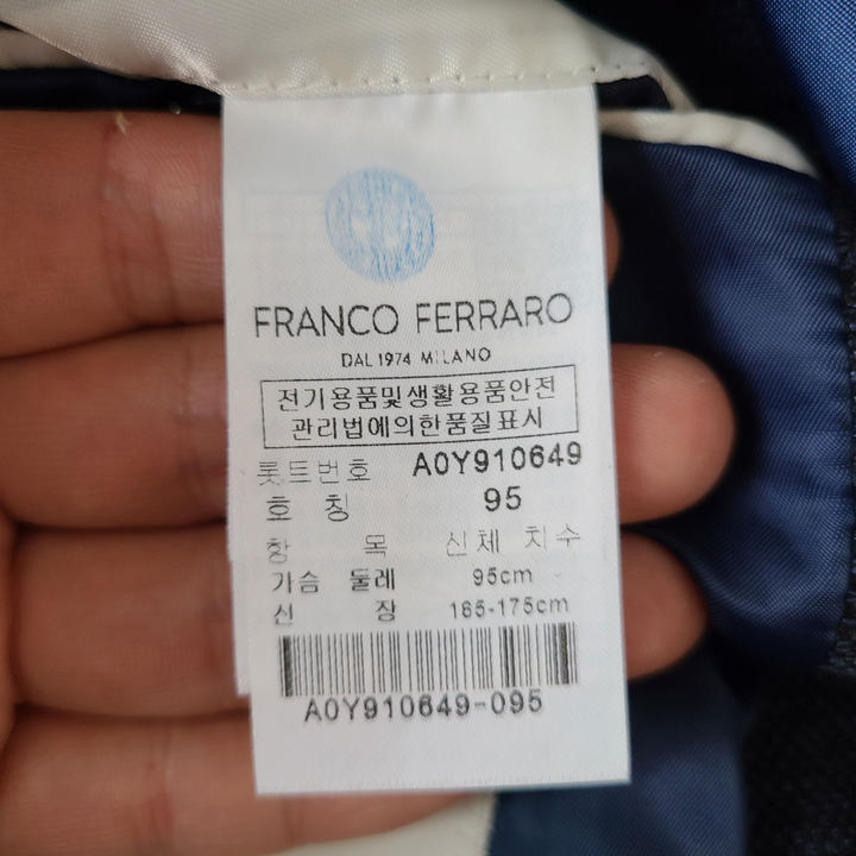 FRANCO FERRARO
DAL 1974 MILANO
전기용품및생활용품안전
관리법에의한품질표시
롯트번호 A0Y910649
호 칭 95
항 목 신체 치수
가슴 둘레 95cm
신 장 165-175cm
A0Y910649-095